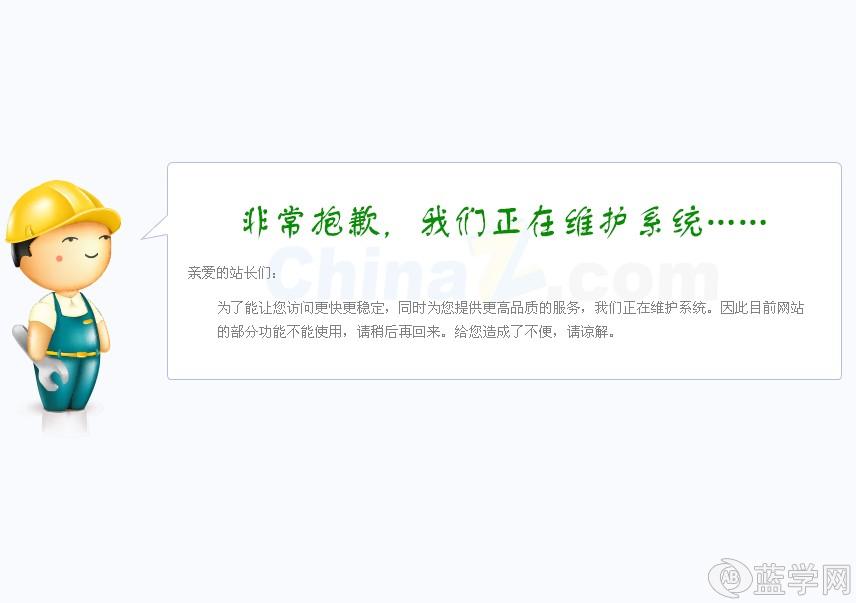 非常抱歉，我们正在维护系统……
亲爱的站长们：
ChinaZ.com
为了能让您访问更快更稳定，同时为您提供更高品质的服务，我们正在维护系统。因此目前网站
的部分功能不能使用，请稍后再回来。给您造成了不便，请谅解。
AB 蓝学网